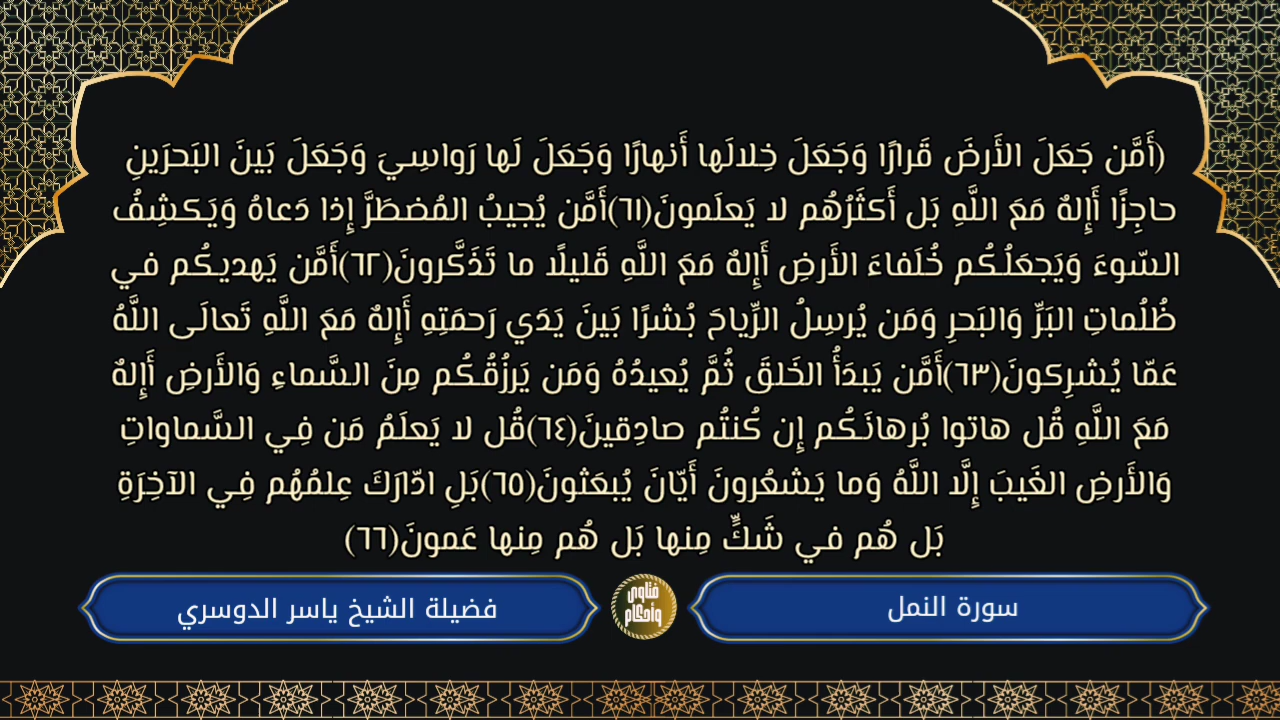 (أَمَّن جَعَلَ الأَرضَ قَرارًا وَجَعَلَ خِلالَها أَنهارًا وَجَعَلَ لَها رَواسِيَ وَجَعَلَ بَينَ البَحرَينِ
حاجِزًا أَإِلهٌ مَعَ اللَّهِ بَل أَكثَرُهُم لا يَعلَمونَ(٦١)أَمَّن يُجيبُ المُضطَرَّ إِذا دَعاهُ وَيَكشِفُ
السّوءَ وَيَجعَلُكُم خُلَفاءَ الأَرضِ أَإِلهٌ مَعَ اللَّهِ قَليلًا ما تَذَكَّرونَ(٦٢)أَمَّن يَهديكُم في
ظُلُماتِ البَرِّ وَالبَحرِ وَمَن يُرسِلُ الرِّياحَ بُشرًا بَينَ يَدَي رَحمَتِهِ أَإِلهٌ مَعَ اللَّهِ تَعالَى اللَّهُ
عَمّا يُشرِكونَ(٦٣)أَمَّن يَبدَأُ الخَلقَ ثُمَّ يُعيدُهُ وَمَن يَرزُقُكُم مِنَ السَّماءِ وَالأَرضِ أَإِلهٌ
مَعَ اللَّهِ قُل هاتوا بُرهانَكُم إِن كُنتُم صادِقينَ(٦٤)قُل لا يَعلَمُ مَن فِي السَّماواتِ
وَالأَرضِ الغَيبَ إِلَّا اللَّهُ وَما يَشعُرونَ أَيّانَ يُبعَثونَ(٦٥)بَلِ ادّارَكَ عِلمُهُم فِي الآخِرَةِ
بَل هُم في شَكٍّ مِنها بَل هُم مِنها عَمونَ(٦٦)
سورة النمل
فتاوى وأحكام
فضيلة الشيخ ياسر الدوسري